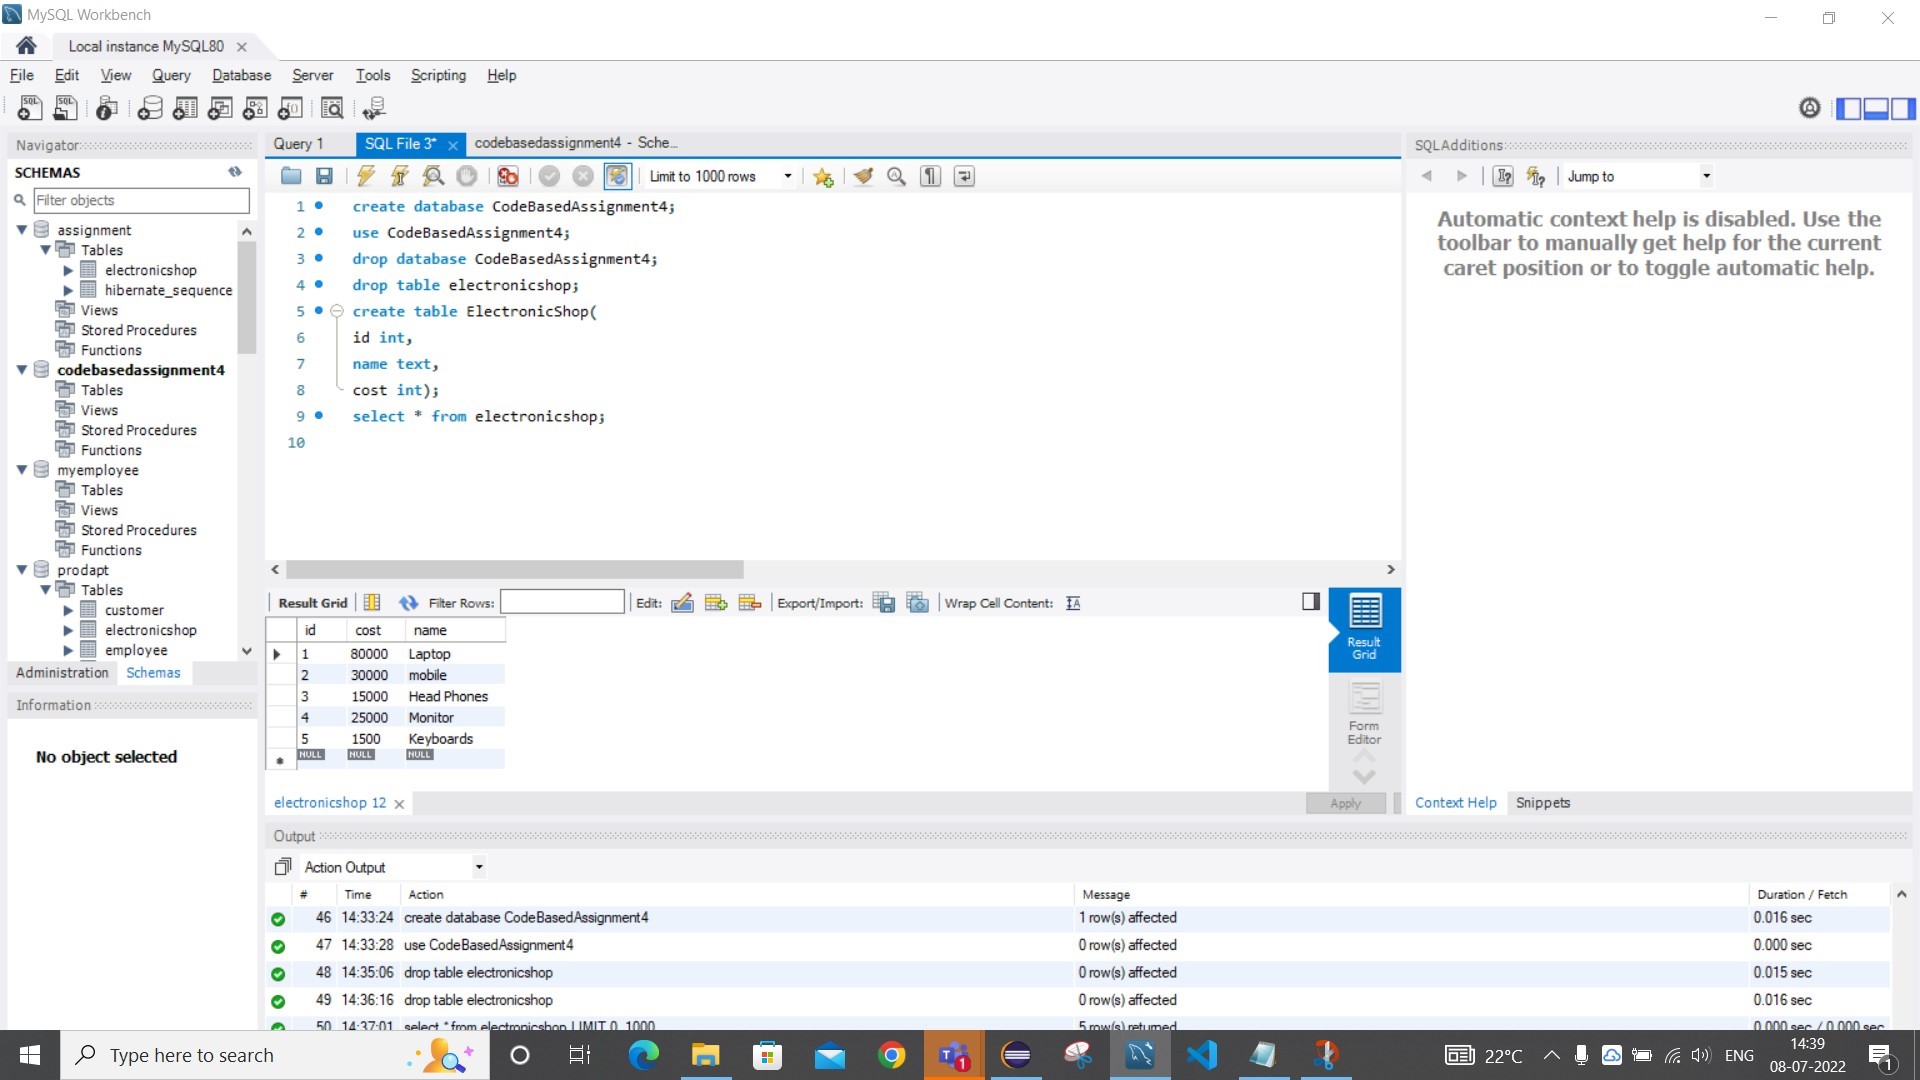 MySQL Workbench
Local instance MySQL80
File Edit View Query Database Server Tools Scripting Help
Navigator
SCHEMAS
Filter objects
assignment
Tables
electronicshop
hibernate_sequence
Views
Stored Procedures
Functions
codebasedassignment4
Tables
Views
Stored Procedures
Functions
myemployee
Tables
Views
Stored Procedures
Functions
prodapt
Tables
customer
electronicshop
employee
Administration Schemas
Information
No object selected
Query 1 SQL File 3* codebasedassignment4 - Sche...
Limit to 1000 rows
1 create database CodeBasedAssignment4;
2 use CodeBasedAssignment4;
3 drop database CodeBasedAssignment4;
4 drop table electronicshop;
5 create table ElectronicShop(
6 id int,
7 name text,
8 cost int);
9 select * from electronicshop;
10
Result Grid Filter Rows: Edit: Export/Import: Wrap Cell Content:
id cost name
1 80000 Laptop
2 30000 mobile
3 15000 Head Phones
4 25000 Monitor
5 1500 Keyboards
NULL NULL NULL
Result
Grid
Form
Editor
electronicshop 12
Apply
SQLAdditions
Jump to
Automatic context help is disabled. Use the
toolbar to manually get help for the current
caret position or to toggle automatic help.
Context Help Snippets
Output
Action Output
# Time Action Message Duration / Fetch
46 14:33:24 create database CodeBasedAssignment4 1 row(s) affected 0.016 sec
47 14:33:28 use CodeBasedAssignment4 0 row(s) affected 0.000 sec
48 14:35:06 drop table electronicshop 0 row(s) affected 0.015 sec
49 14:36:16 drop table electronicshop 0 row(s) affected 0.016 sec
50 14:37:01 select * from electronicshop LIMIT 0, 1000 5 row(s) returned 0.000 sec / 0.000 sec
Type here to search
22°C
ENG
14:39
08-07-2022
1